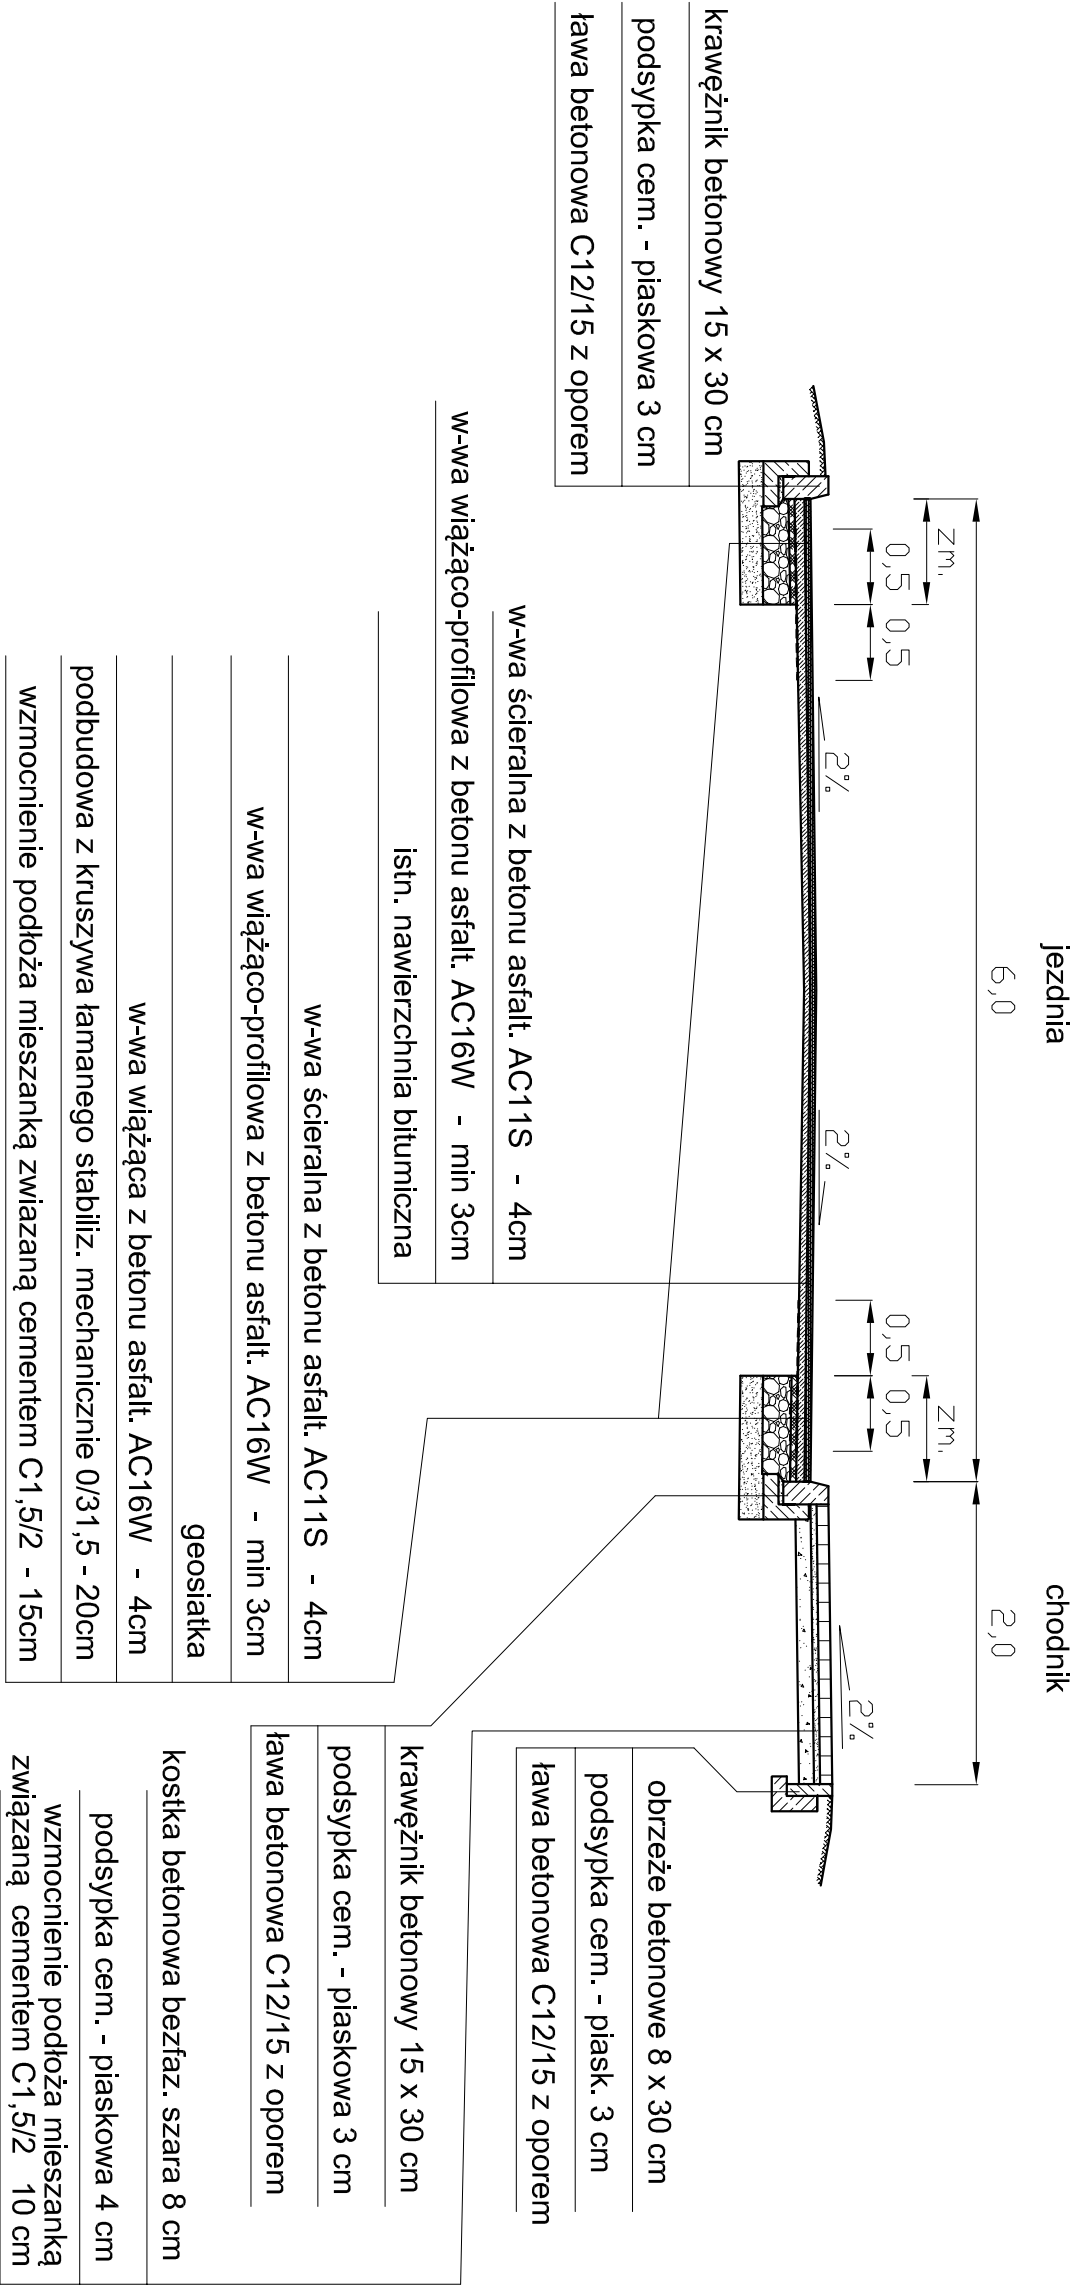 jezdnia
6,0
chodnik
2,0
zm.
0,5 0,5
2%
2%
0,5 0,5
zm.
2%
krawężnik betonowy 15 x 30 cm
podsypka cem. - piaskowa 3 cm
ława betonowa C12/15 z oporem
w-wa ścieralna z betonu asfalt. AC11S - 4cm
w-wa wiążąco-profilowa z betonu asfalt. AC16W - min 3cm
istn. nawierzchnia bitumiczna
w-wa ścieralna z betonu asfalt. AC11S - 4cm
w-wa wiążąco-profilowa z betonu asfalt. AC16W - min 3cm
geosiatka
w-wa wiążąca z betonu asfalt. AC16W - 4cm
podbudowa z kruszywa łamanego stabiliz. mechanicznie 0/31,5 - 20cm
wzmocnienie podłoża mieszanką zwiazaną cementem C1,5/2 - 15cm
obrzeże betonowe 8 x 30 cm
podsypka cem. - piask. 3 cm
ława betonowa C12/15 z oporem
krawężnik betonowy 15 x 30 cm
podsypka cem. - piaskowa 3 cm
ława betonowa C12/15 z oporem
kostka betonowa bezfaz. szara 8 cm
podsypka cem. - piaskowa 4 cm
wzmocnienie podłoża mieszanką
związaną cementem C1,5/2 10 cm